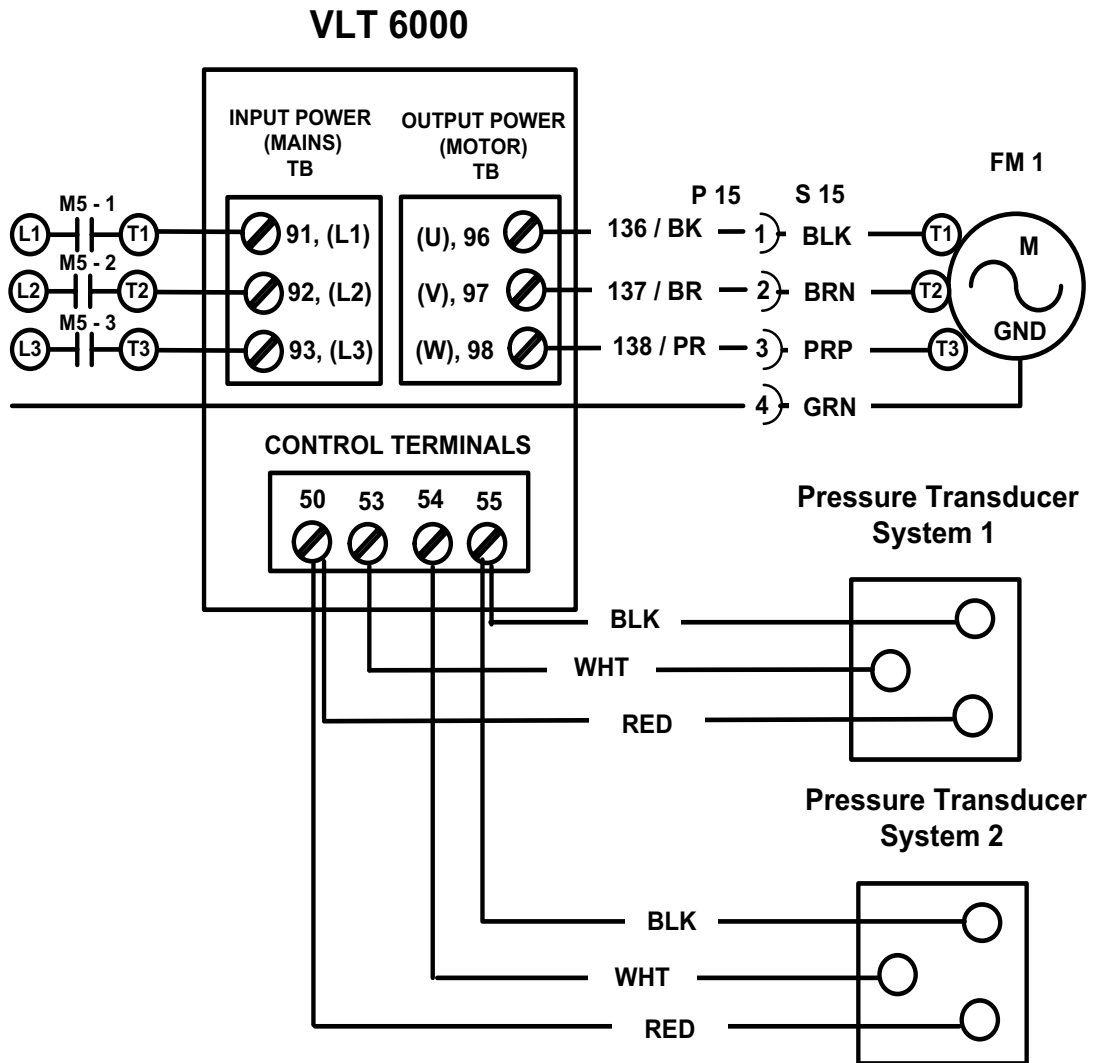 VLT 6000
INPUT POWER
(MAINS)
TB
OUTPUT POWER
(MOTOR)
TB
FM 1
P 15
S 15
M5 - 1
L1
T1
91, (L1)
(U), 96
136 / BK
1
BLK
T1
M
M5 - 2
L2
T2
92, (L2)
(V), 97
137 / BR
2
BRN
T2
GND
M5 - 3
L3
T3
93, (L3)
(W), 98
138 / PR
3
PRP
T3
4
GRN
CONTROL TERMINALS
50
53
54
55
Pressure Transducer
System 1
BLK
WHT
RED
Pressure Transducer
System 2
BLK
WHT
RED